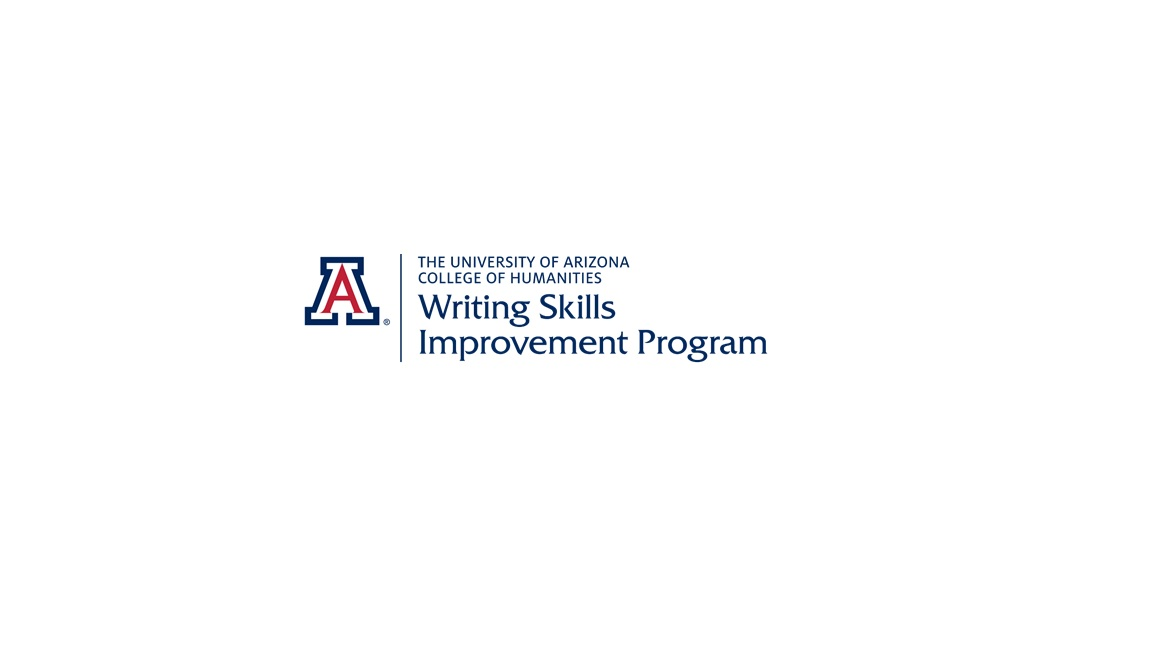 A®
THE UNIVERSITY OF ARIZONA
COLLEGE OF HUMANITIES
Writing Skills
Improvement Program